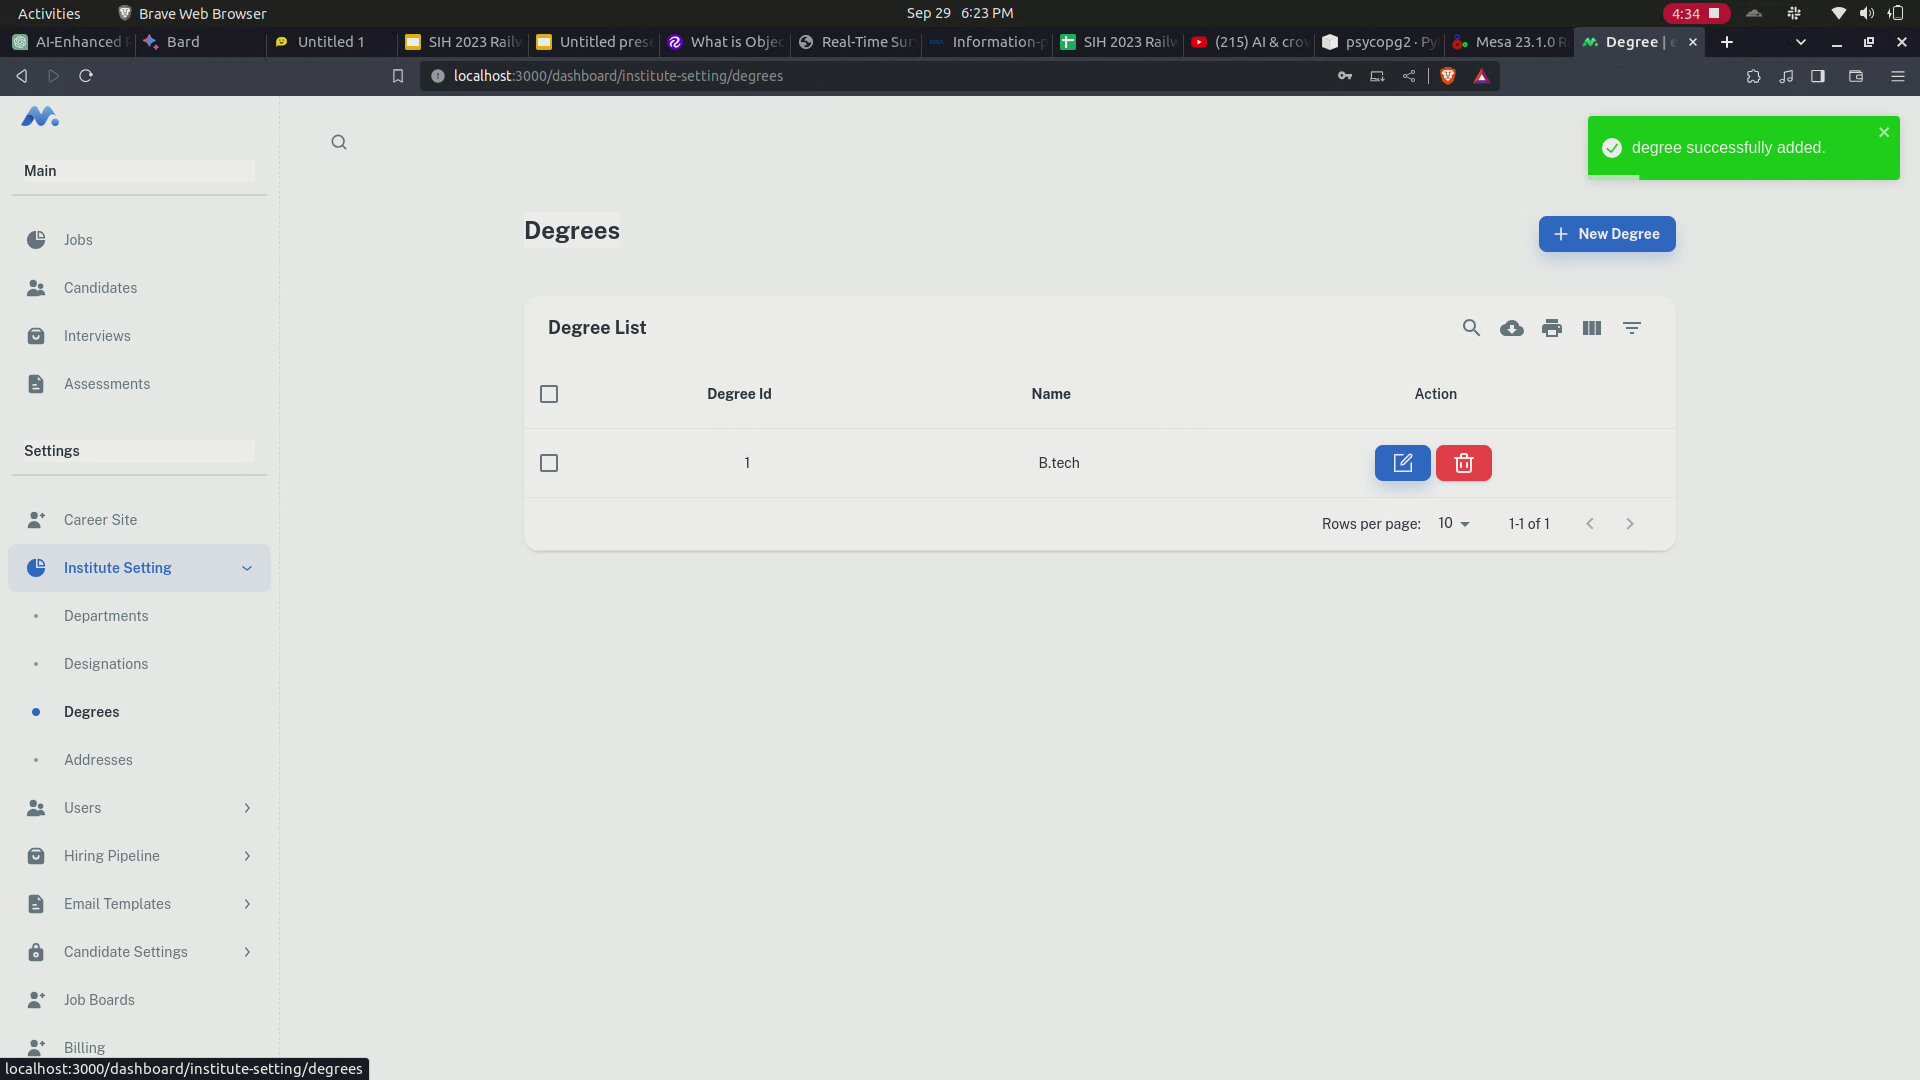 Activities
Brave Web Browser
Sep 29 6:23 PM
4:34
AI-Enhanced
Bard
Untitled 1
SIH 2023 Railw
Untitled prese
What is Objec
Real-Time Sur
Information-p
SIH 2023 Railw
(215) AI & crow
psycopg2 · Py
Mesa 23.1.0 R
Degree |
localhost:3000/dashboard/institute-setting/degrees
Main
Jobs
Candidates
Interviews
Assessments
Settings
Career Site
Institute Setting
Departments
Designations
Degrees
Addresses
Users
Hiring Pipeline
Email Templates
Candidate Settings
Job Boards
Billing
localhost:3000/dashboard/institute-setting/degrees
degree successfully added.
Degrees
New Degree
Degree List
Degree Id Name Action
1 B.tech
Rows per page: 10 1-1 of 1